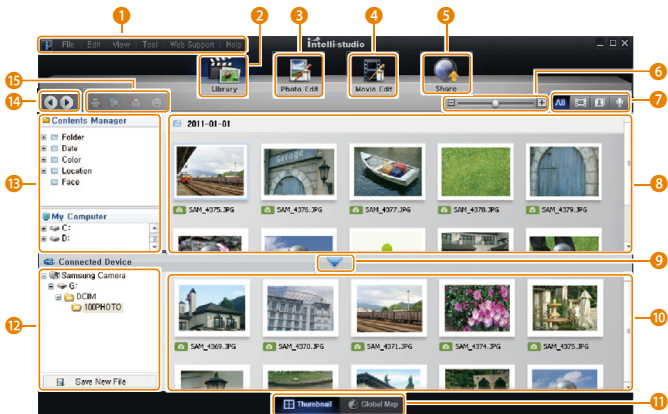 1 2 3 4 5
File Edit View Tool Web Support Help
Intelli-studio
Library
Photo Edit
Movie Edit
Share
6
15
14
All
7
Contents Manager
2011-01-01
Folder
Date
Color
Location
Face
13
8
SAM_4375.JPG SAM_4376.JPG SAM_4377.JPG SAM_4378.JPG SAM_4379.JPG
My Computer
C:
D:
Connected Device
9
Samsung Camera
G:
DCIM
100PHOTO
12
10
SAM_4369.JPG SAM_4370.JPG SAM_4371.JPG SAM_4374.JPG SAM_4375.JPG
Save New File
Thumbnail Global Map
11